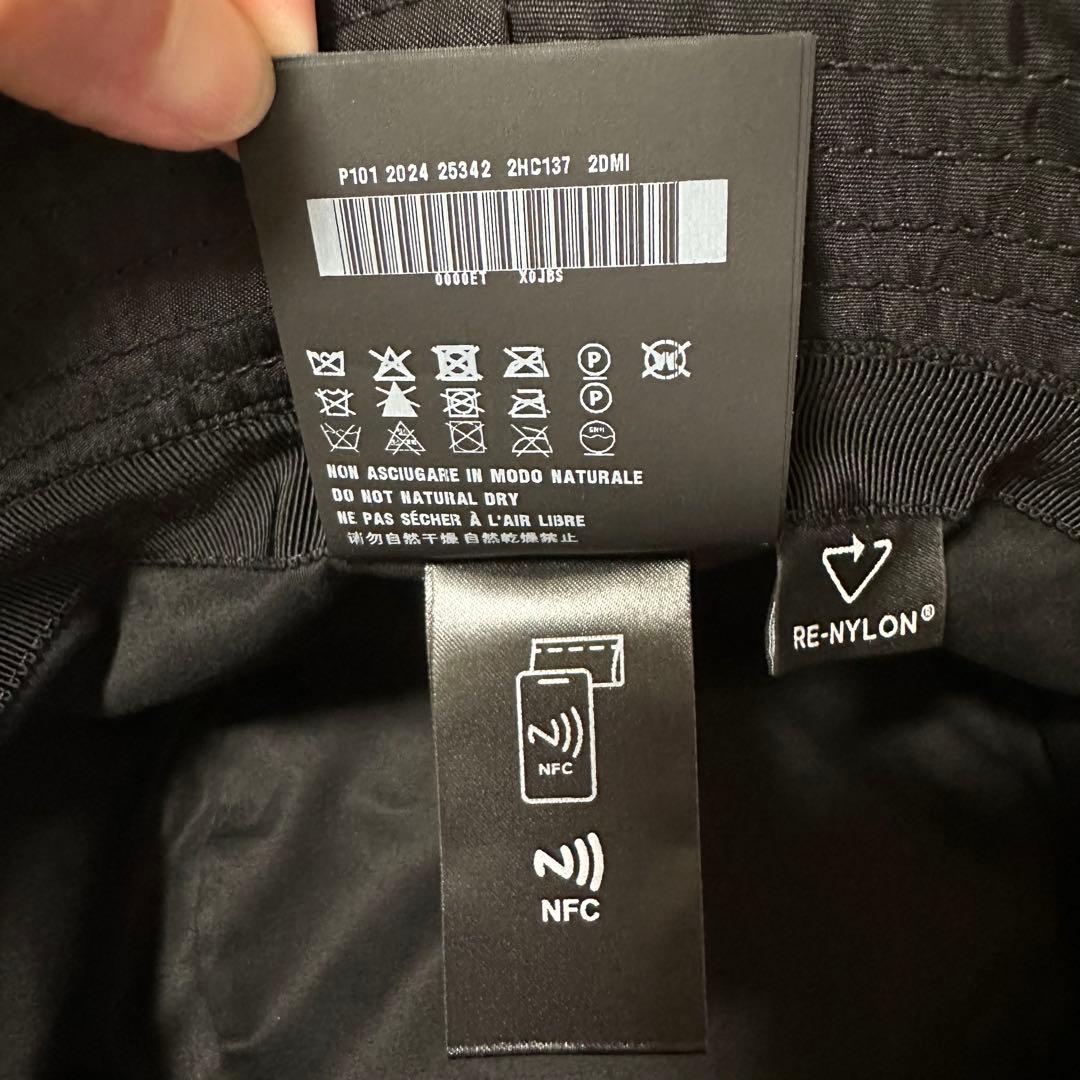 P101 2024 25342 2HC137 2DMI
0000ET X0JBS
P
P
NON ASCIUGARE IN MODO NATURALE
DO NOT NATURAL DRY
NE PAS SÉCHER À L'AIR LIBRE
请勿自然干燥 自然乾燥禁止
RE-NYLON®
NFC
NFC